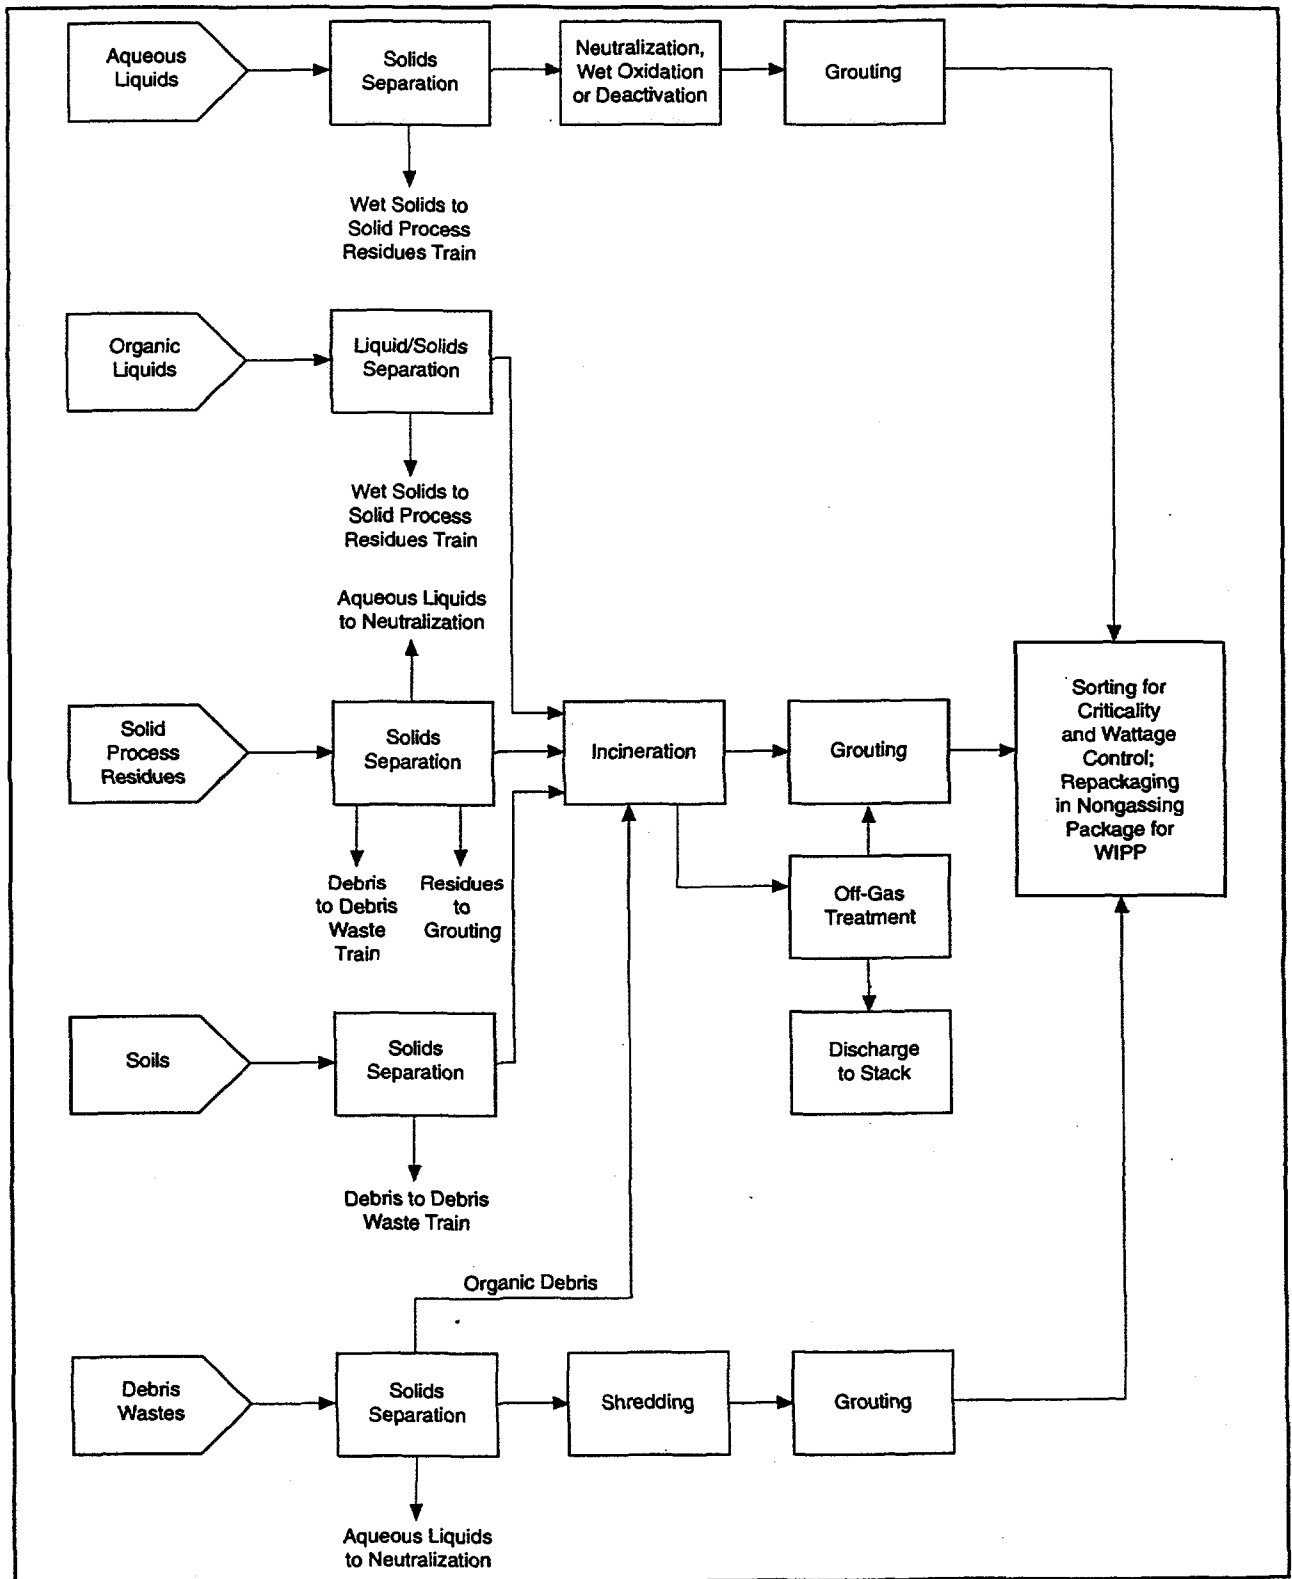 Aqueous
Liquids
Solids
Separation
Neutralization,
Wet Oxidation
or Deactivation
Grouting
Wet Solids to
Solid Process
Residues Train
Organic
Liquids
Liquid/Solids
Separation
Wet Solids to
Solid Process
Residues Train
Aqueous Liquids
to Neutralization
Solid
Process
Residues
Solids
Separation
Incineration
Grouting
Sorting for
Criticality
and Wattage
Control;
Repackaging
in Nongassing
Package for
WIPP
Debris
to Debris
Waste
Train
Residues
to
Grouting
Off-Gas
Treatment
Soils
Solids
Separation
Discharge
to Stack
Debris to Debris
Waste Train
Organic Debris
Debris
Wastes
Solids
Separation
Shredding
Grouting
Aqueous Liquids
to Neutralization